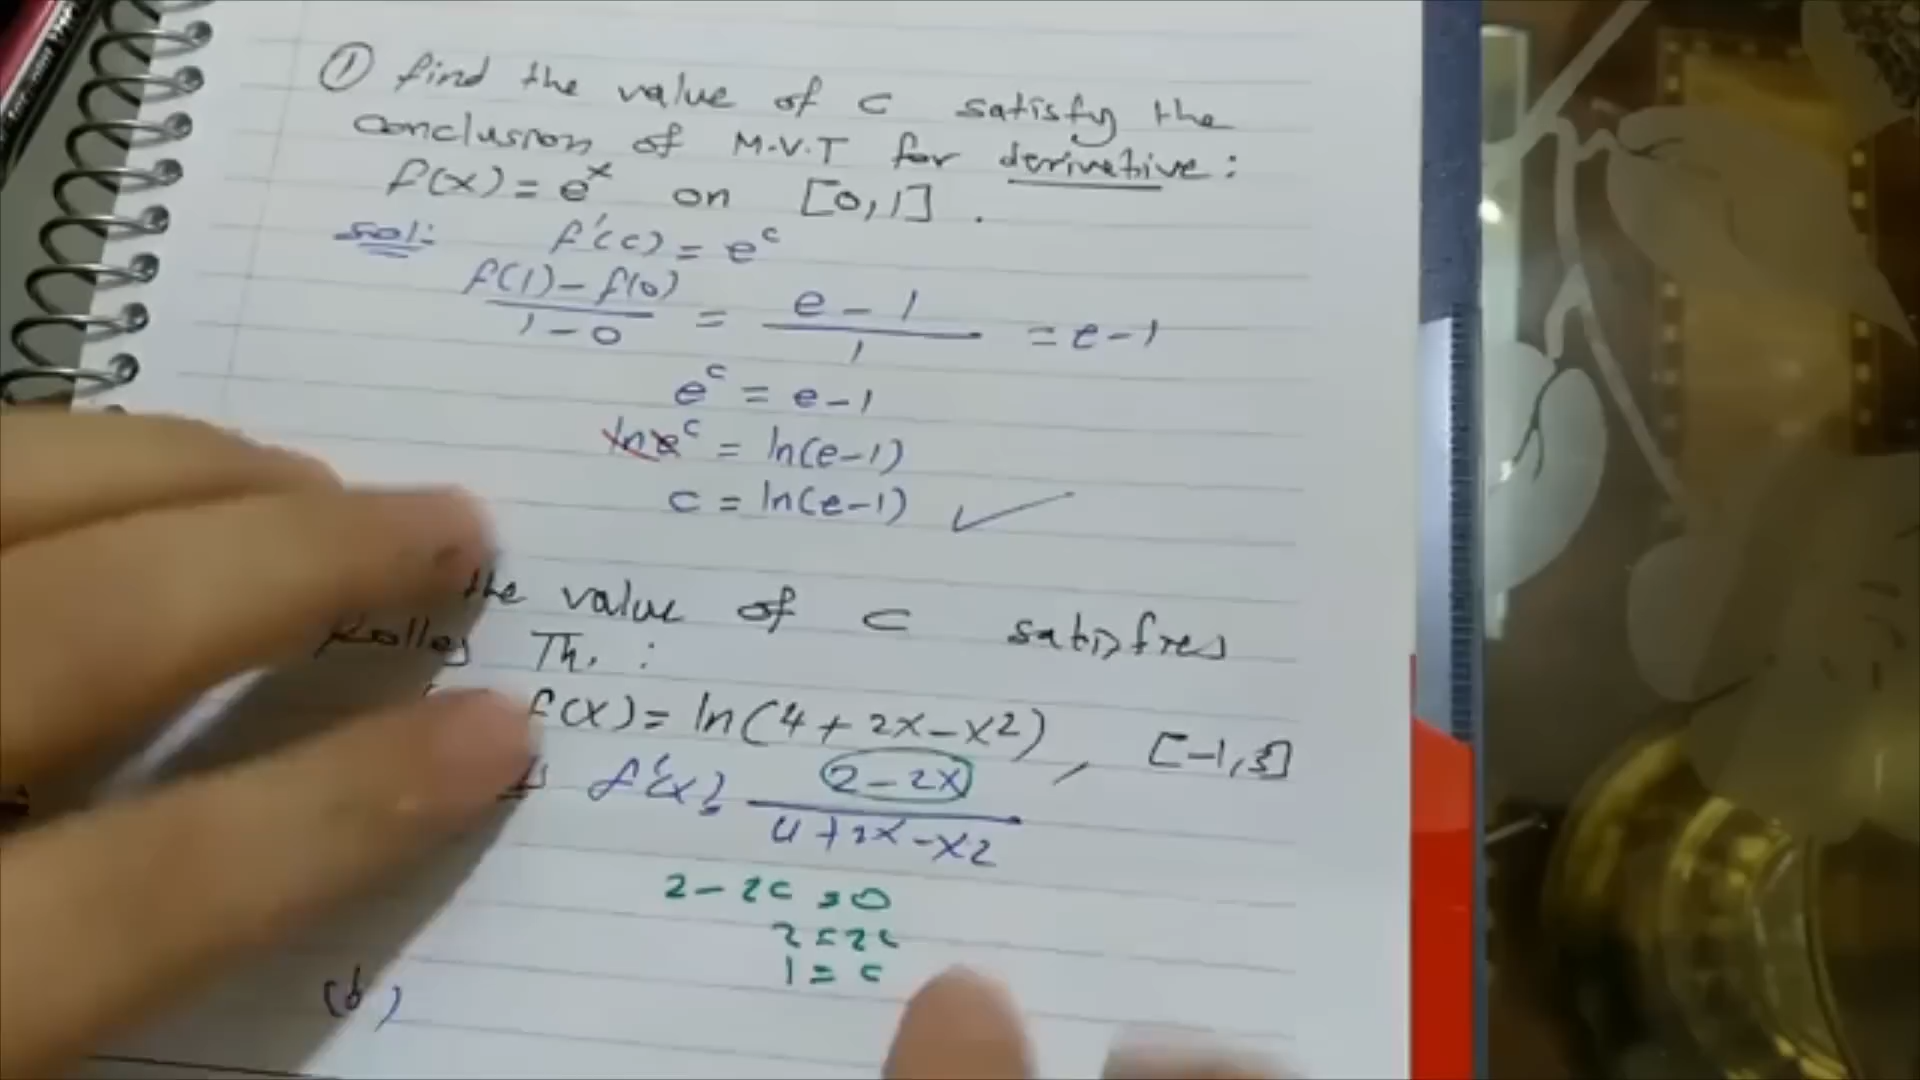 ① find the value of c satisfy the
conclusion of M.V.T for derivative:
f(x) = e^x on [0,1].
Sol: f'(c) = e^c
f(1)-f(0) / 1-0 = e-1 / 1 = e-1
e^c = e-1
ln e^c = ln(e-1)
c = ln(e-1) ✓
the value of c satisfies
Rolles Th. :
f(x) = ln(4+2x-x2), [-1,3]
f'(x) = 2-2x / 4+2x-x2
2-2c = 0
2 = 2c
1 = c
(b)